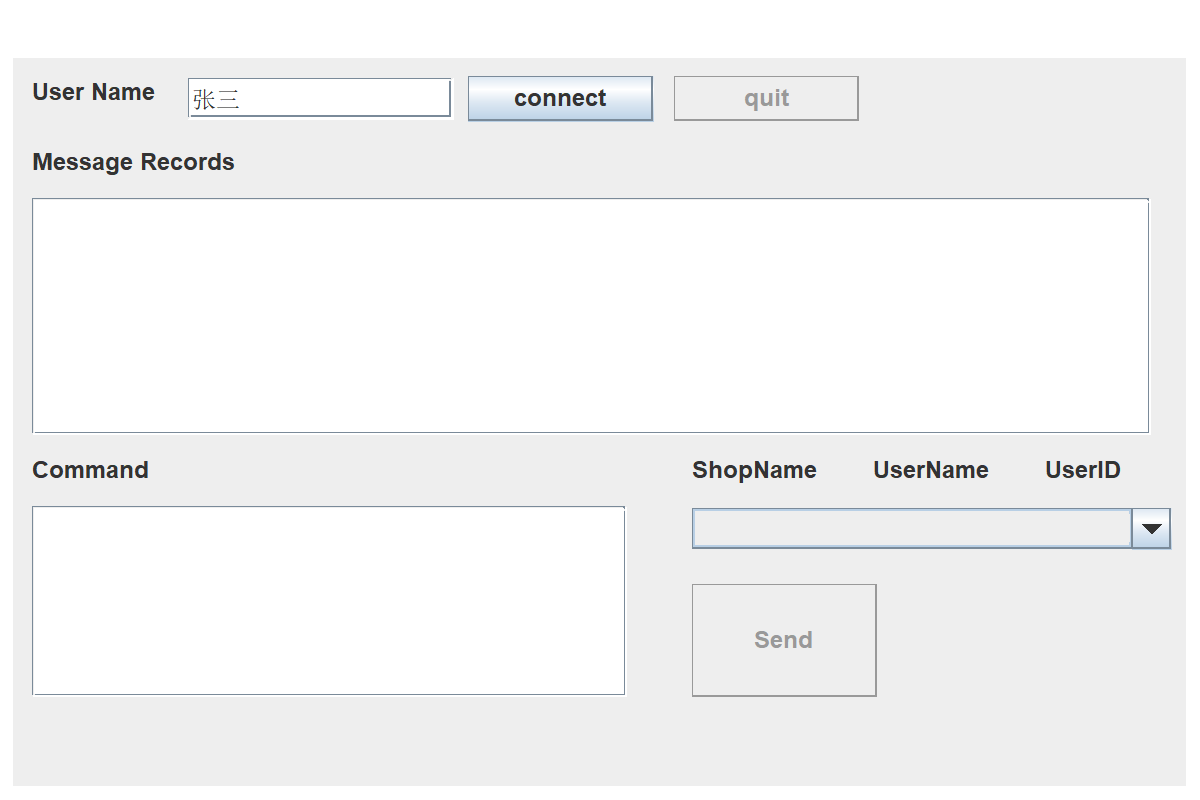 User Name 张三 connect quit
Message Records
Command ShopName UserName UserID
Send